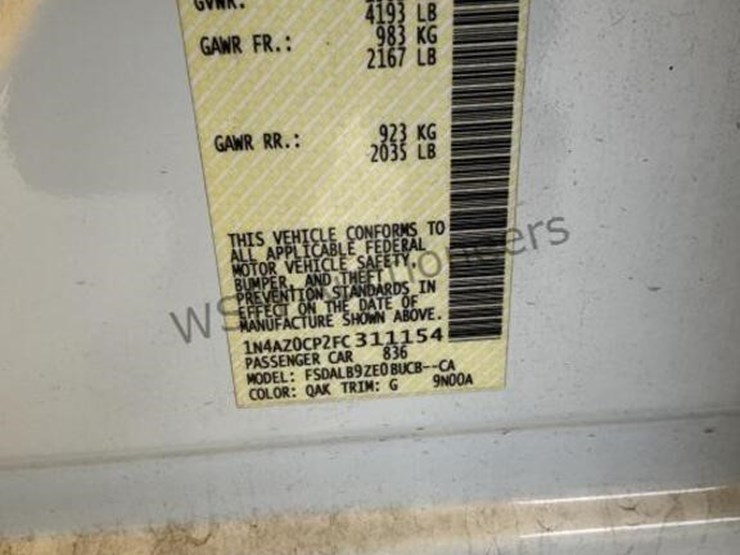 GVWR:
4193 LB
GAWR FR.: 983 KG
2167 LB
GAWR RR.: 923 KG
2035 LB
THIS VEHICLE CONFORMS TO
ALL APPLICABLE FEDERAL
MOTOR VEHICLE SAFETY,
BUMPER, AND THEFT
PREVENTION STANDARDS IN
EFFECT ON THE DATE OF
MANUFACTURE SHOWN ABOVE.
1N4AZ0CP2FC311154
PASSENGER CAR 836
MODEL: FSDALB9ZE0BUCB--CA
COLOR: QAK TRIM: G 9N00A